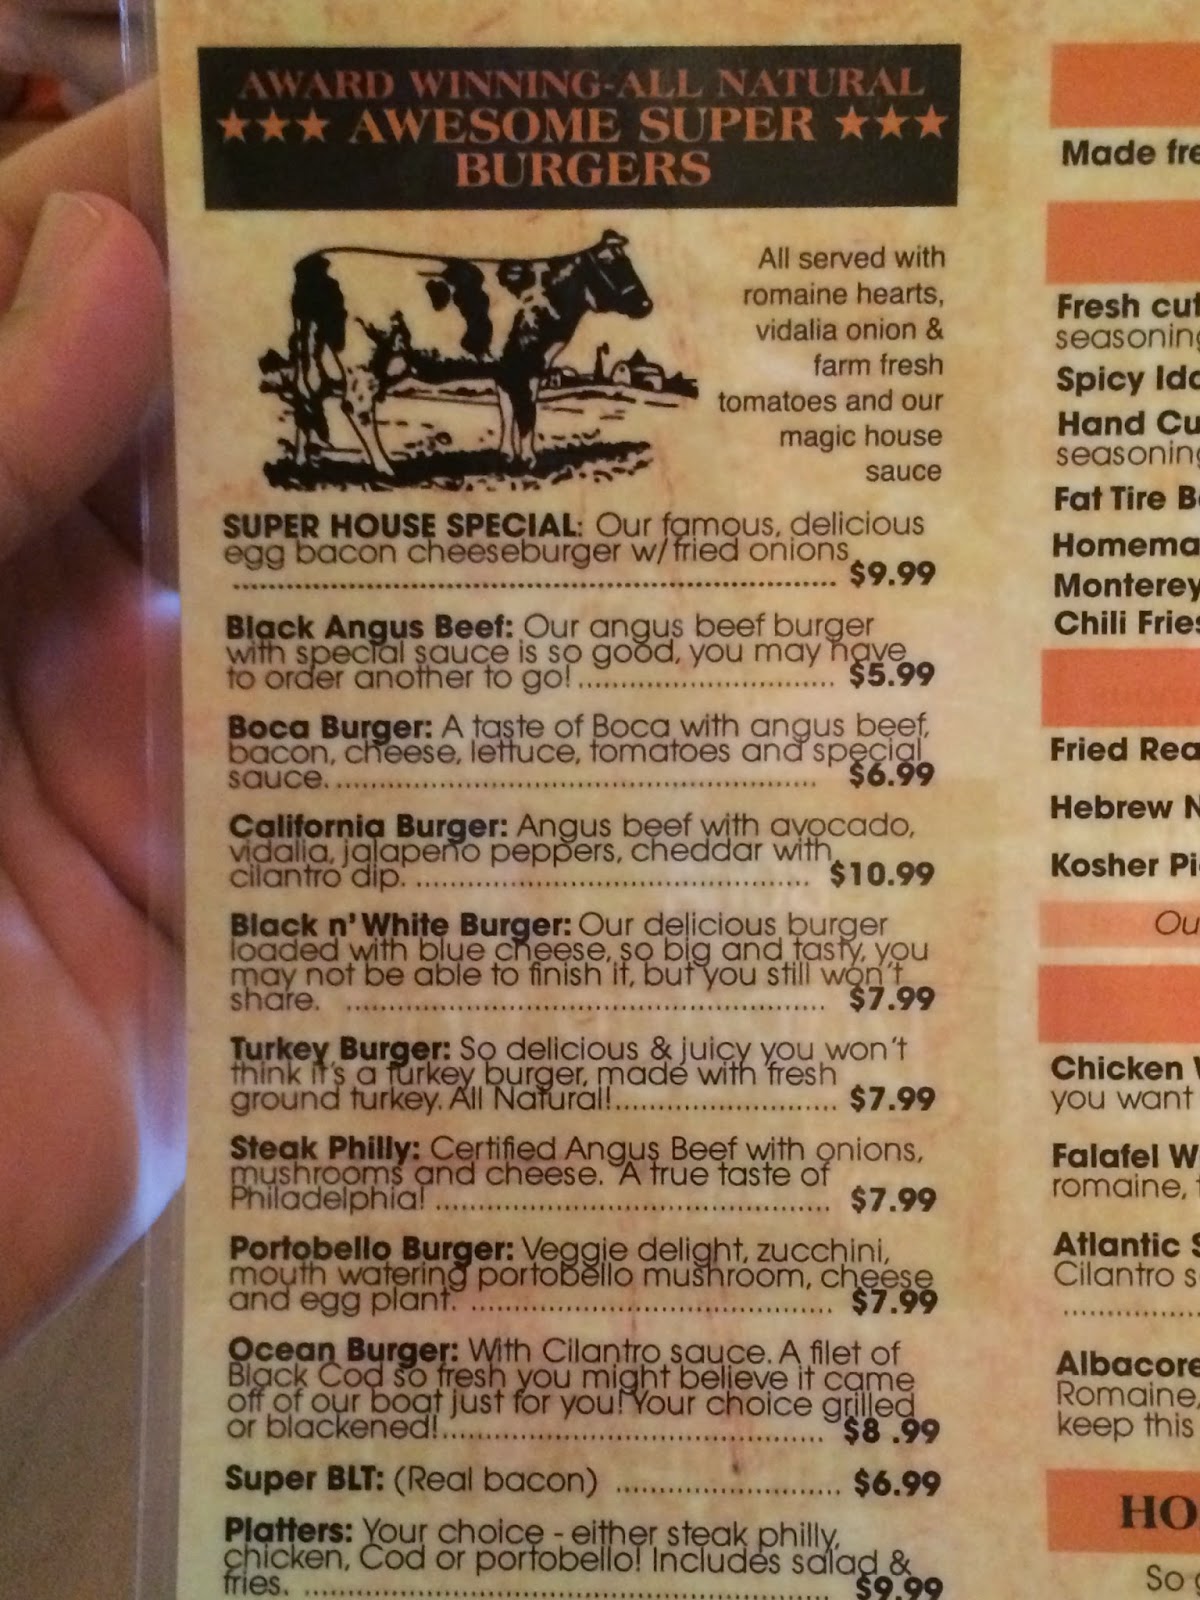 AWARD WINNING-ALL NATURAL
★★★ AWESOME SUPER ★★★
BURGERS
All served with
romaine hearts,
vidalia onion &
farm fresh
tomatoes and our
magic house
sauce
SUPER HOUSE SPECIAL: Our famous, delicious
egg bacon cheeseburger w/ fried onions
........ $9.99
Black Angus Beef: Our angus beef burger
with special sauce is so good, you may have
to order another to go! ........ $5.99
Boca Burger: A taste of Boca with angus beef,
bacon, cheese, lettuce, tomatoes and special
sauce. ........ $6.99
California Burger: Angus beef with avocado,
vidalia, jalapeno peppers, cheddar with
cilantro dip. ........ $10.99
Black n' White Burger: Our delicious burger
loaded with blue cheese, so big and tasty, you
may not be able to finish it, but you still won't
share. ........ $7.99
Turkey Burger: So delicious & juicy you won't
think it's a turkey burger, made with fresh
ground turkey. All Natural! ........ $7.99
Steak Philly: Certified Angus Beef with onions,
mushrooms and cheese. A true taste of
Philadelphia! ........ $7.99
Portobello Burger: Veggie delight, zucchini,
mouth watering portobello mushroom, cheese
and egg plant. ........ $7.99
Ocean Burger: With Cilantro sauce. A filet of
Black Cod so fresh you might believe it came
off of our boat just for you! Your choice grilled
or blackened! ........ $8 .99
Super BLT: (Real bacon) ........ $6.99
Platters: Your choice - either steak philly,
chicken, Cod or portobello! Includes salad &
fries. ........ $9.99
Made fre
Fresh cut
seasoning
Spicy Ida
Hand Cu
seasoning
Fat Tire B
Homema
Monterey
Chili Fries
Fried Rea
Hebrew N
Kosher Pi
Ou
Chicken
you want
Falafel W
romaine,
Atlantic S
Cilantro s
........
Albacore
Romaine,
keep this
HO
So g